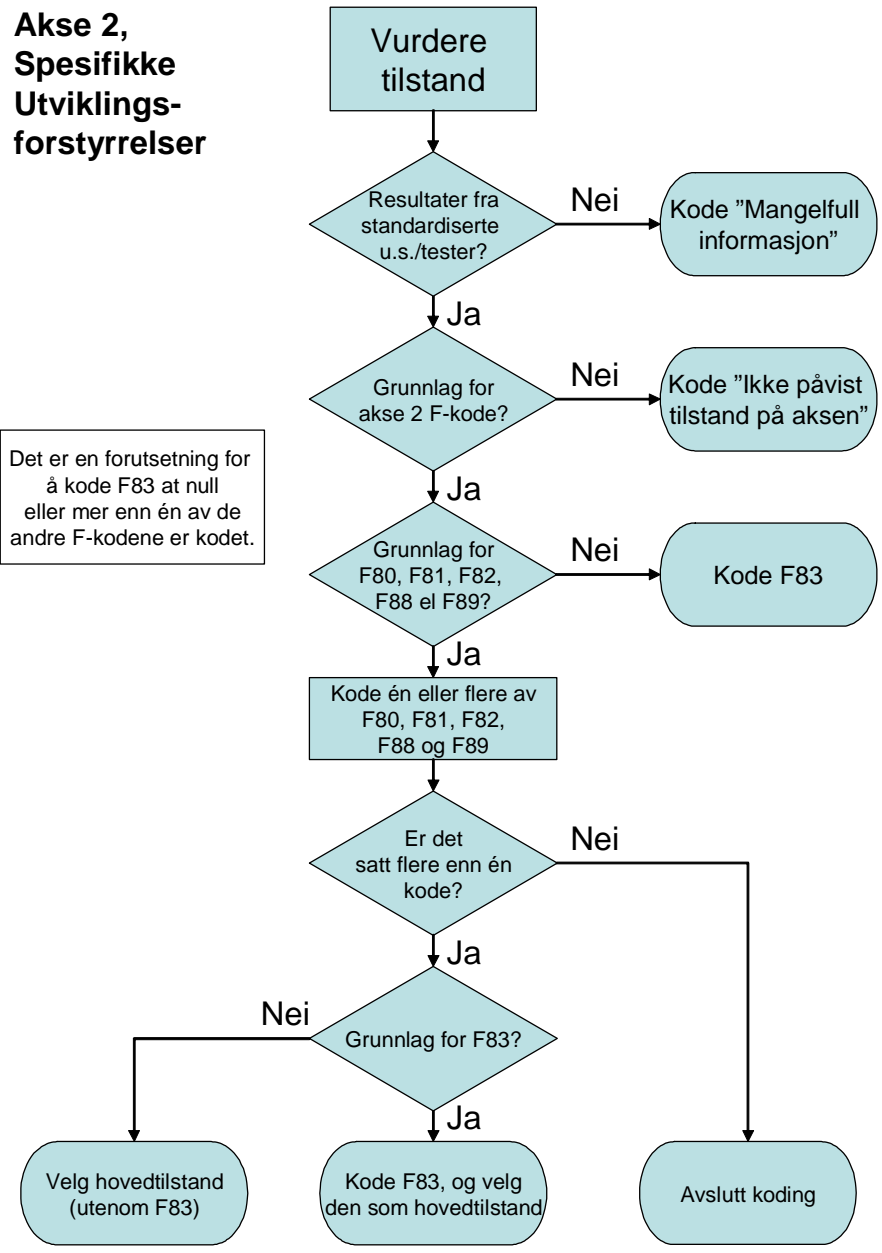 Akse 2,
Spesifikke
Utviklings-
forstyrrelser
Vurdere
tilstand
Resultater fra
standardiserte
u.s./tester?
Nei
Kode ”Mangelfull
informasjon”
Ja
Grunnlag for
akse 2 F-kode?
Nei
Kode ”Ikke påvist
tilstand på aksen”
Ja
Det er en forutsetning for
å kode F83 at null
eller mer enn én av de
andre F-kodene er kodet.
Grunnlag for
F80, F81, F82,
F88 el F89?
Nei
Kode F83
Ja
Kode én eller flere av
F80, F81, F82,
F88 og F89
Er det
satt flere enn én
kode?
Nei
Ja
Nei
Grunnlag for F83?
Ja
Velg hovedtilstand
(utenom F83)
Kode F83, og velg
den som hovedtilstand
Avslutt koding